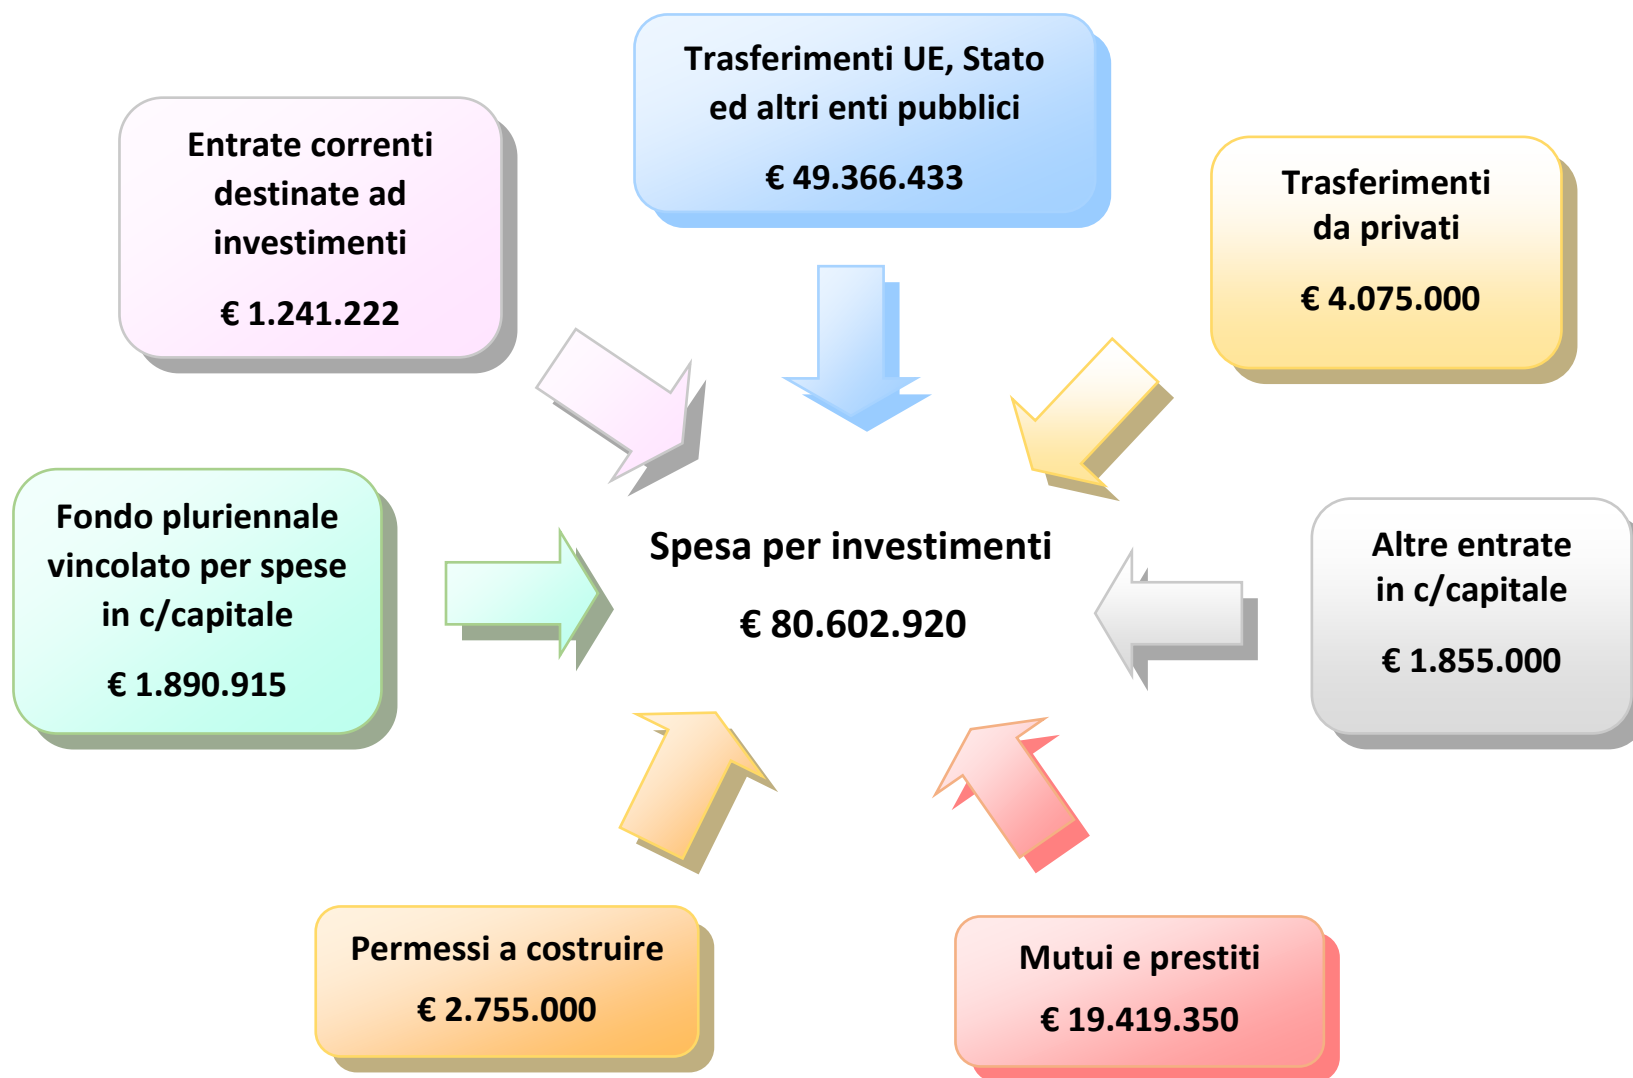 Trasferimenti UE, Stato
ed altri enti pubblici
€ 49.366.433
Entrate correnti
destinate ad
investimenti
€ 1.241.222
Trasferimenti
da privati
€ 4.075.000
Fondo pluriennale
vincolato per spese
in c/capitale
€ 1.890.915
Spesa per investimenti
€ 80.602.920
Altre entrate
in c/capitale
€ 1.855.000
Permessi a costruire
€ 2.755.000
Mutui e prestiti
€ 19.419.350